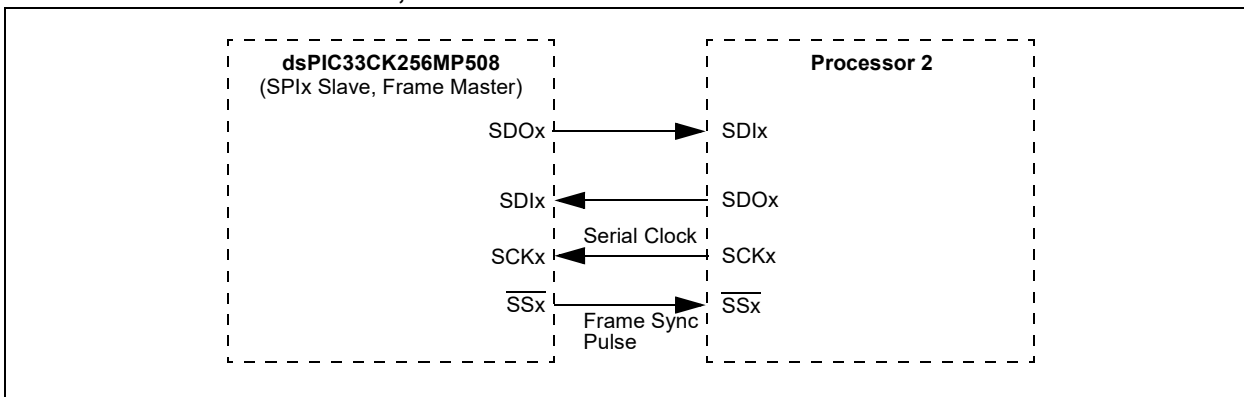 dsPIC33CK256MP508
(SPIx Slave, Frame Master)
Processor 2
SDOx
SDIx
SDIx
SDOx
Serial Clock
SCKx
SCKx
SSx
SSx
Frame Sync
Pulse